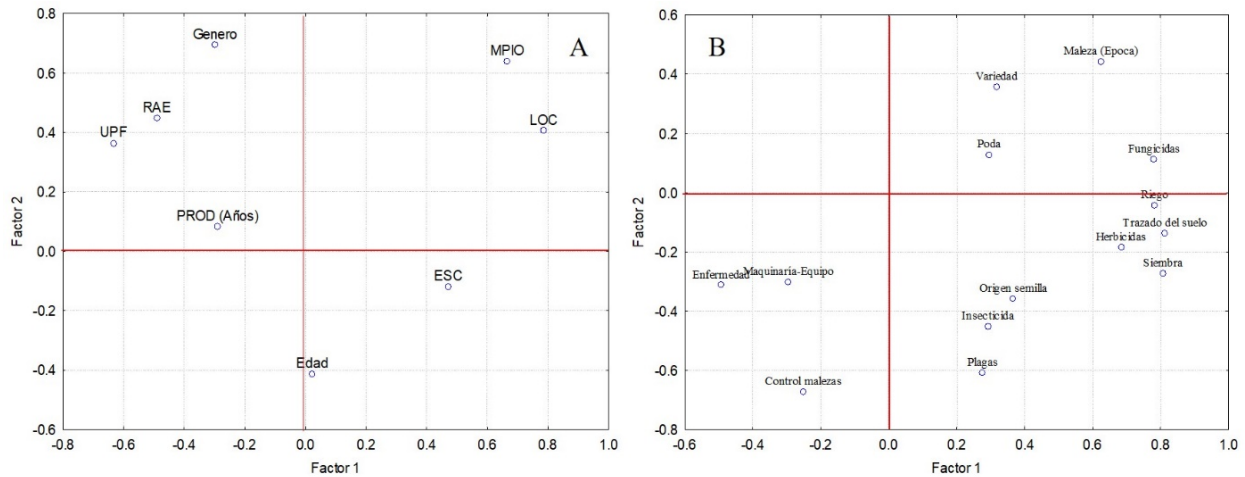 A
Genero
MPIO
RAE
LOC
UPF
PROD (Años)
ESC
Edad
0.8
0.6
0.4
0.2
0.0
-0.2
-0.4
-0.6
-0.8 -0.6 -0.4 -0.2 0.0 0.2 0.4 0.6 0.8 1.0
Factor 2
Factor 1
B
Maleza (Epoca)
Variedad
Poda
Fungicidas
Riego
Trazado del suelo
Herbicidas
Siembra
Enfermedad
Maquinaria-Equipo
Origen semilla
Insecticida
Plagas
Control malezas
0.6
0.4
0.2
0.0
-0.2
-0.4
-0.6
-0.8
-0.6 -0.4 -0.2 0.0 0.2 0.4 0.6 0.8 1.0
Factor 2
Factor 1